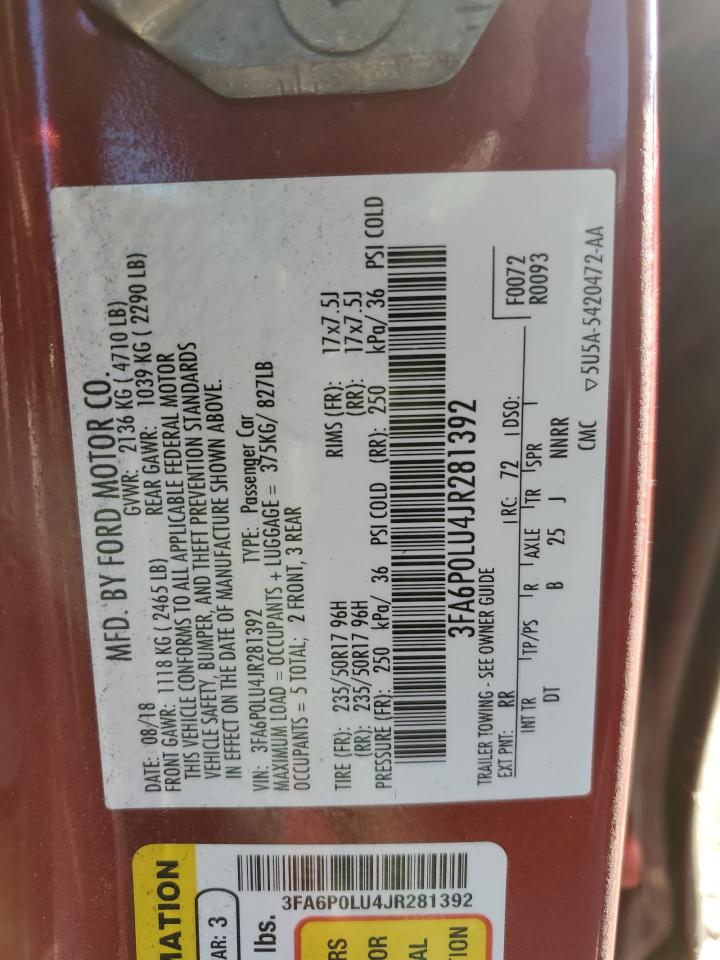 MFD. BY FORD MOTOR CO.
DATE: 08/18 GVWR: 2136 KG ( 4710 LB)
FRONT GAWR: 1118 KG ( 2465 LB) REAR GAWR: 1039 KG ( 2290 LB)
THIS VEHICLE CONFORMS TO ALL APPLICABLE FEDERAL MOTOR
VEHICLE SAFETY, BUMPER, AND THEFT PREVENTION STANDARDS
IN EFFECT ON THE DATE OF MANUFACTURE SHOWN ABOVE.
VIN: 3FA6P0LU4JR281392 TYPE: Passenger Car
MAXIMUM LOAD = OCCUPANTS + LUGGAGE = 375KG/ 827LB
OCCUPANTS = 5 TOTAL; 2 FRONT, 3 REAR
TIRE (FR): 235/50R17 96H RIMS (FR): 17x7.5J
(RR): 235/50R17 96H (RR): 17x7.5J
PRESSURE (FR): 250 kPa/ 36 PSI COLD (RR): 250 kPa/ 36 PSI COLD
3FA6P0LU4JR281392
TRAILER TOWING - SEE OWNER GUIDE
EXT PNT: RR RC: 72 DSO: F0072
R0093
INT TR TP/PS R AXLE TR SPR
DT B 25 J NNRR
CMC ▽5U5A-5420472-AA
MATION
AR: 3
lbs.
3FA6P0LU4JR281392
RS
OR
AL
TION